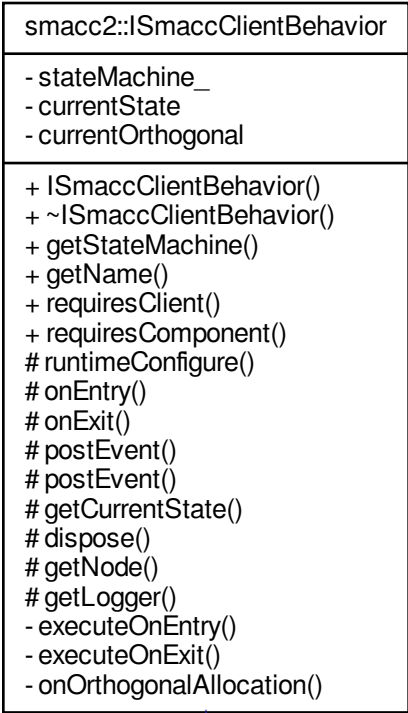 smacc2::ISmaccClientBehavior
- stateMachine_
- currentState
- currentOrthogonal
+ ISmaccClientBehavior()
+ ~ISmaccClientBehavior()
+ getStateMachine()
+ getName()
+ requiresClient()
+ requiresComponent()
# runtimeConfigure()
# onEntry()
# onExit()
# postEvent()
# postEvent()
# getCurrentState()
# dispose()
# getNode()
# getLogger()
- executeOnEntry()
- executeOnExit()
- onOrthogonalAllocation()